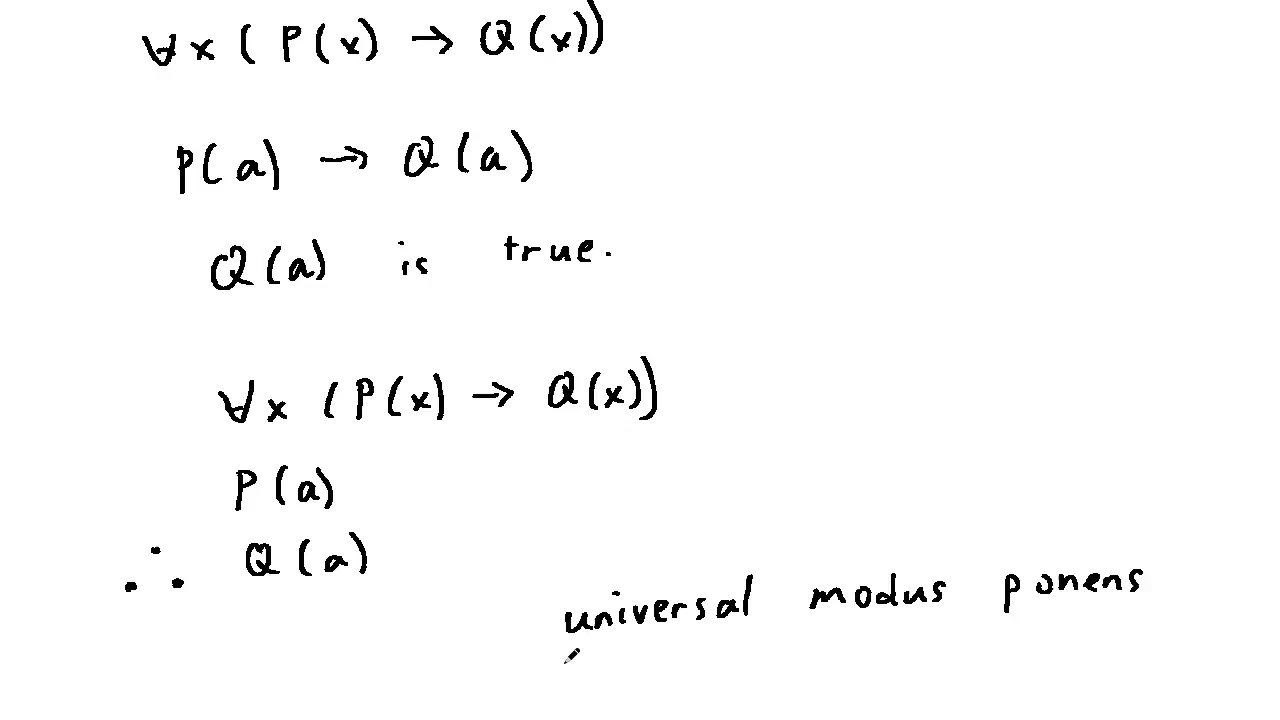 ∀x (P(x) → Q(x))
P(a) → Q(a)
Q(a) is true.
∀x (P(x) → Q(x))
P(a)
∴ Q(a)
universal modus ponens